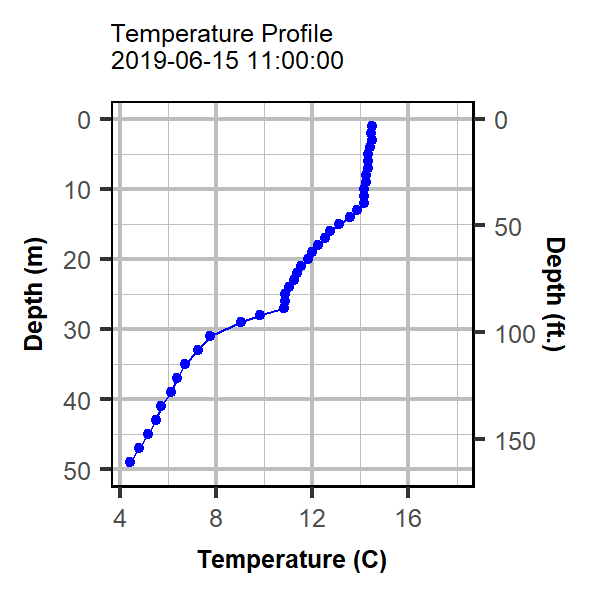 Temperature Profile
2019-06-15 11:00:00
0
10
20
30
40
50
Depth (m)
0
50
100
150
Depth (ft.)
4 8 12 16
Temperature (C)